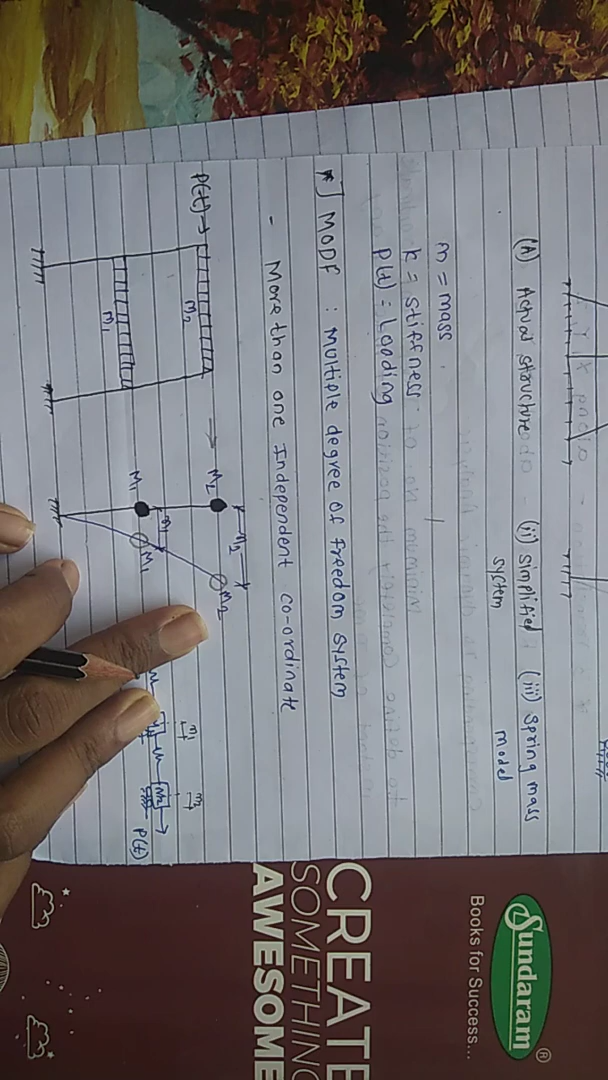 (A) Actual structure (ii) Simplified system (iii) Spring mass model
m = mass
k = stiffness
p(t) = Loading
*] MODF : Multiple degree of freedom system
- More than one Independent co-ordinate
P(t) →
m2
m1
M2
M1
M2
M1
P(t)
Sundaram®
Books for Success...
CREATE
SOMETHING
AWESOME